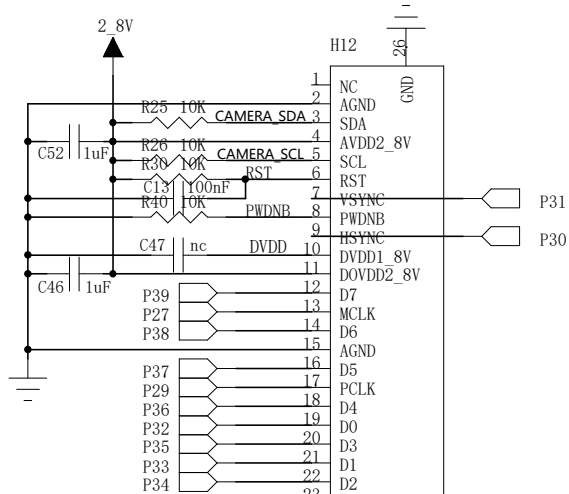 2_8V
H12
26
GND
1 NC
2 AGND
R25 10K CAMERA_SDA 3 SDA
C52 1uF 4 AVDD2_8V
R26 10K CAMERA_SCL 5 SCL
R30 10K RST 6 RST
C13 100nF 7 VSYNC P31
R40 10K PWDNB 8 PWDNB
9 HSYNC P30
C47 nc DVDD 10 DVDD1_8V
C46 1uF 11 DOVDD2_8V
P39 12 D7
P27 13 MCLK
P38 14 D6
15 AGND
P37 16 D5
P29 17 PCLK
P36 18 D4
P32 19 D0
P35 20 D3
P33 21 D1
P34 22 D2